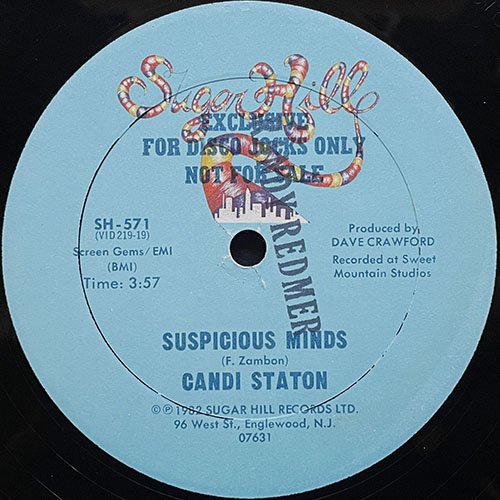 Sugar Hill
EXCLUSIVE
FOR DISCO JOCKS ONLY
NOT FOR SALE
REDMER
SH-571
(VID 219-19)
Screen Gems/EMI
(BMI)
Time: 3:57
Produced by
DAVE CRAWFORD
Recorded at Sweet
Mountain Studios
SUSPICIOUS MINDS
(F. Zambon)
CANDI STATON
©℗1982 SUGAR HILL RECORDS LTD.
96 West St., Englewood, N.J.
07631